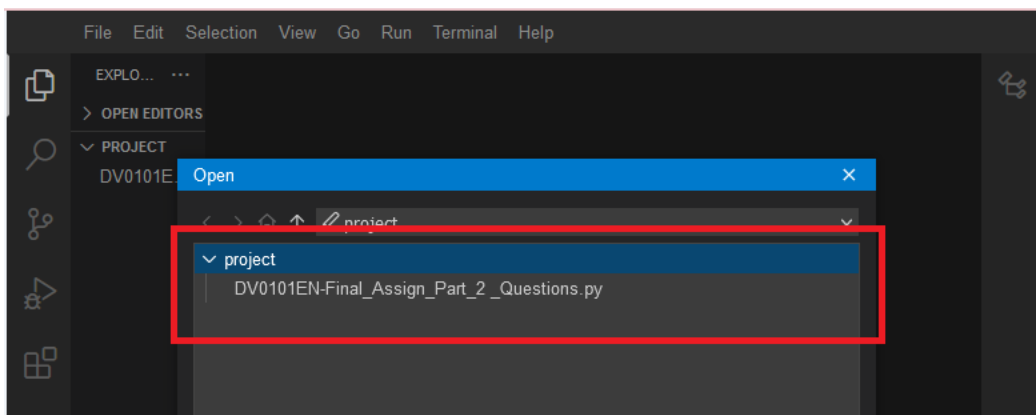 File Edit Selection View Go Run Terminal Help
EXPLO... ···
OPEN EDITORS
PROJECT
DV0101E
Open
project
project
DV0101EN-Final_Assign_Part_2 _Questions.py